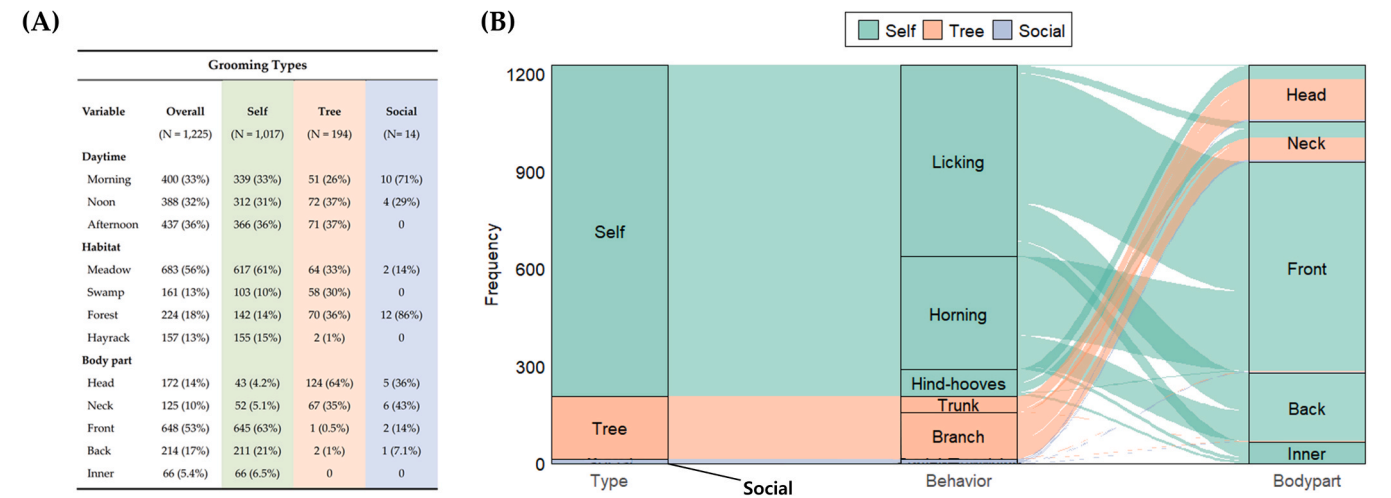 (A)
Grooming Types
Variable Overall Self Tree Social
(N = 1,225) (N = 1,017) (N = 194) (N= 14)
Daytime
Morning 400 (33%) 339 (33%) 51 (26%) 10 (71%)
Noon 388 (32%) 312 (31%) 72 (37%) 4 (29%)
Afternoon 437 (36%) 366 (36%) 71 (37%) 0
Habitat
Meadow 683 (56%) 617 (61%) 64 (33%) 2 (14%)
Swamp 161 (13%) 103 (10%) 58 (30%) 0
Forest 224 (18%) 142 (14%) 70 (36%) 12 (86%)
Hayrack 157 (13%) 155 (15%) 2 (1%) 0
Body part
Head 172 (14%) 43 (4.2%) 124 (64%) 5 (36%)
Neck 125 (10%) 52 (5.1%) 67 (35%) 6 (43%)
Front 648 (53%) 645 (63%) 1 (0.5%) 2 (14%)
Back 214 (17%) 211 (21%) 2 (1%) 1 (7.1%)
Inner 66 (5.4%) 66 (6.5%) 0 0
(B)
Self Tree Social
Frequency
1200
900
600
300
0
Self
Tree
Licking
Horning
Hind-hooves
Trunk
Branch
Head
Neck
Front
Back
Inner
Type Behavior Bodypart
Social